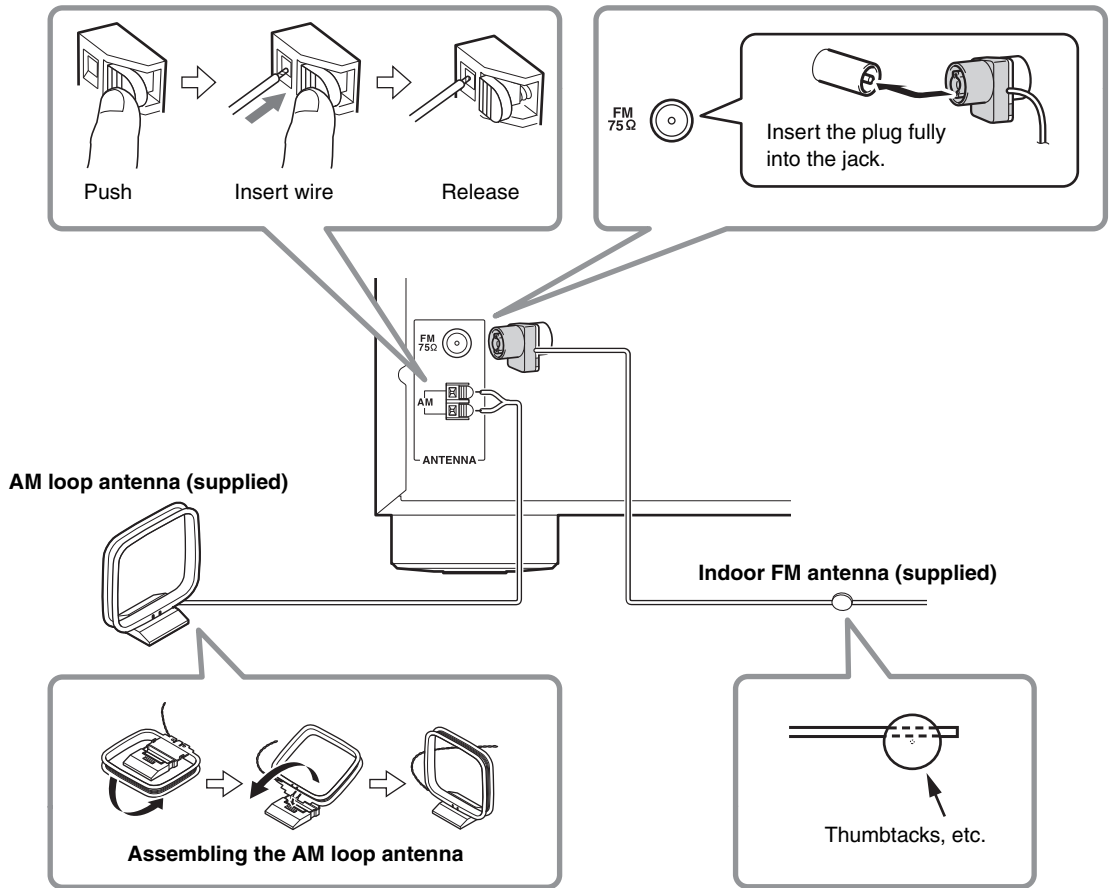 Push
Insert wire
Release
FM
75Ω
Insert the plug fully
into the jack.
FM
75Ω
AM
ANTENNA
AM loop antenna (supplied)
Indoor FM antenna (supplied)
Assembling the AM loop antenna
Thumbtacks, etc.